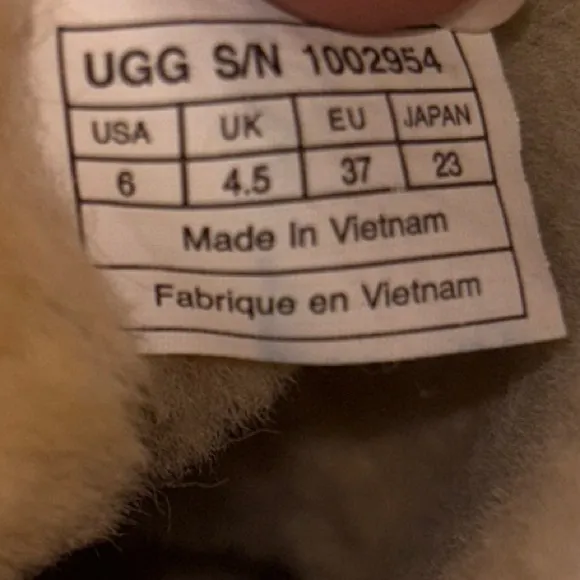 UGG S/N 1002954
USA UK EU JAPAN
6 4.5 37 23
Made In Vietnam
Fabrique en Vietnam